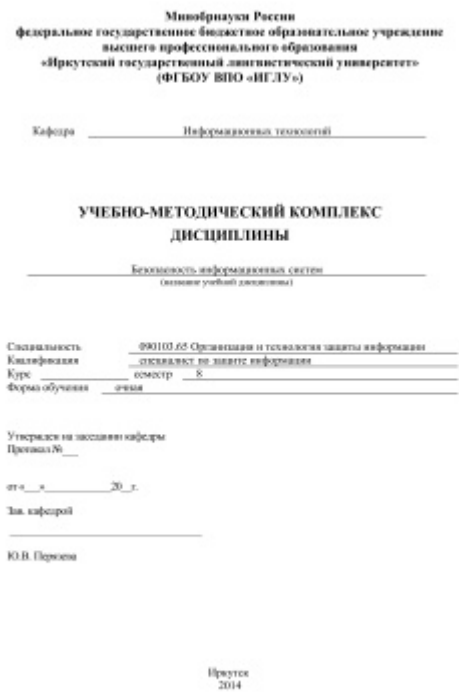 Минобрнауки России
федеральное государственное бюджетное образовательное учреждение
высшего профессионального образования
«Иркутский государственный лингвистический университет»
(ФГБОУ ВПО «ИГЛУ»)
Кафедра Информационных технологий
УЧЕБНО-МЕТОДИЧЕСКИЙ КОМПЛЕКС
ДИСЦИПЛИНЫ
Безопасность информационных систем
(название учебной дисциплины)
Специальность 090103.65 Организация и технология защиты информации
Квалификация специалист по защите информации
Курс семестр 8
Форма обучения очная
Утвержден на заседании кафедры
Протокол №___
от «___»____________20__г.
Зав. кафедрой
Ю.В.
Иркутск
2014